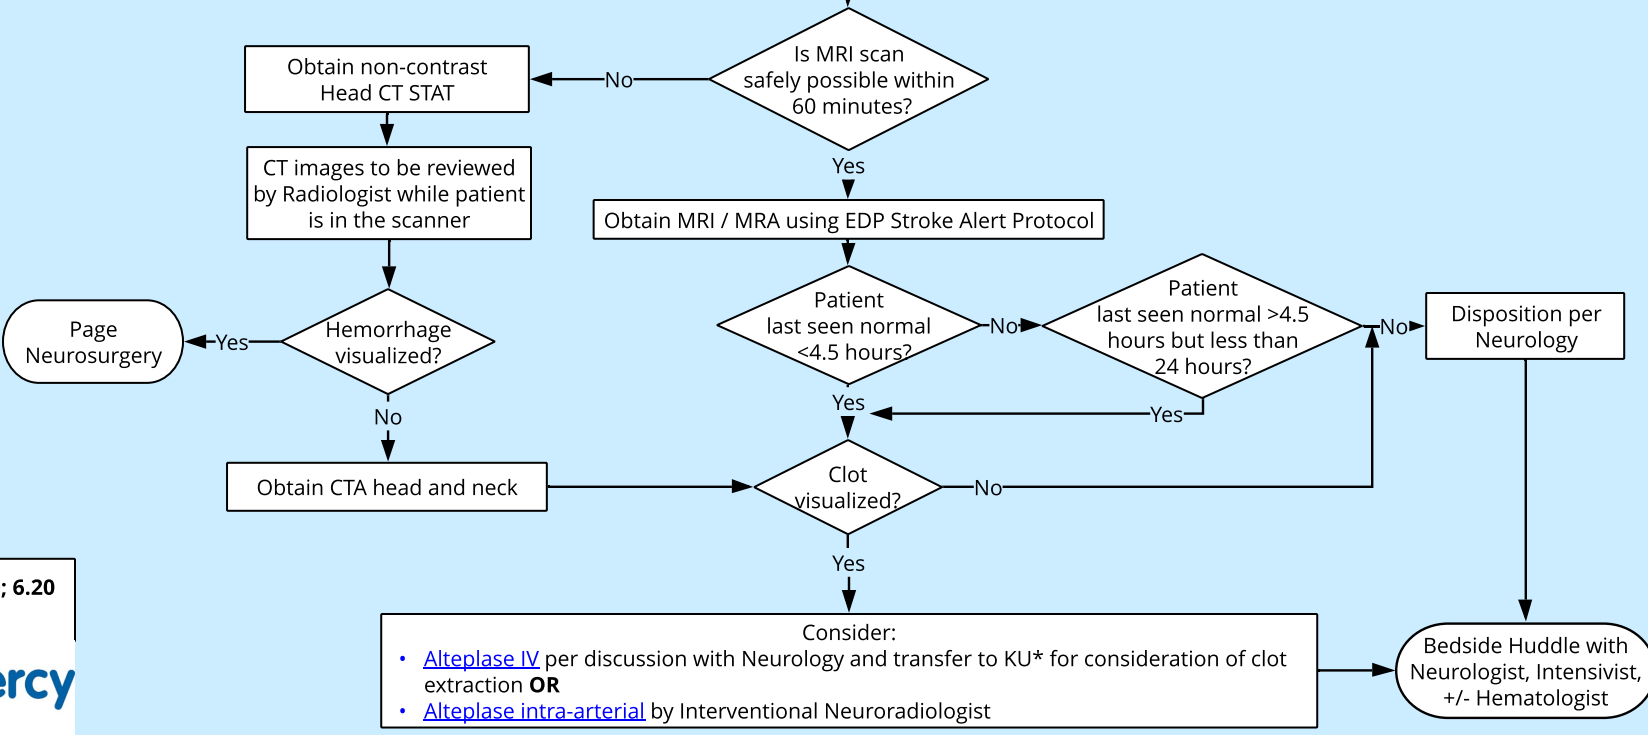 Is MRI scan
safely possible within
60 minutes?
No
Obtain non-contrast
Head CT STAT
Yes
CT images to be reviewed
by Radiologist while patient
is in the scanner
Obtain MRI / MRA using EDP Stroke Alert Protocol
Patient
last seen normal
<4.5 hours?
No
Patient
last seen normal >4.5
hours but less than
24 hours?
No
Disposition per
Neurology
Hemorrhage
visualized?
Yes
Page
Neurosurgery
No
Yes
Yes
Obtain CTA head and neck
Clot
visualized?
No
Yes
; 6.20
ercy
Consider:
• Alteplase IV per discussion with Neurology and transfer to KU* for consideration of clot
extraction OR
• Alteplase intra-arterial by Interventional Neuroradiologist
Bedside Huddle with
Neurologist, Intensivist,
+/- Hematologist